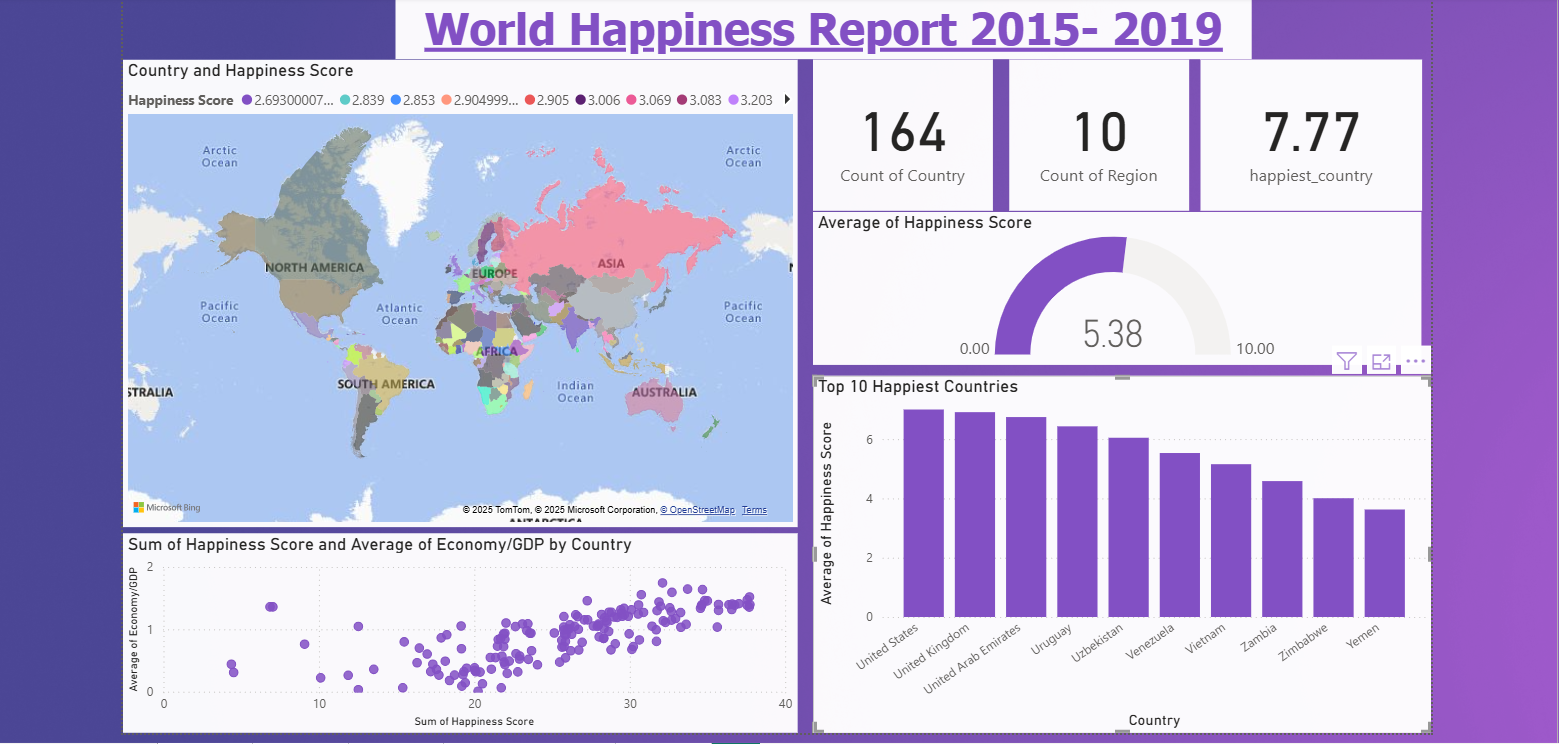 World Happiness Report 2015- 2019
Country and Happiness Score
Happiness Score 2.69300007... 2.839 2.853 2.904999... 2.905 3.006 3.069 3.083 3.203
Arctic
Ocean
Arctic
Ocean
NORTH AMERICA
EUROPE
ASIA
Pacific
Ocean
Atlantic
Ocean
Pacific
Ocean
AFRICA
SOUTH AMERICA
Indian
Ocean
STRALIA
AUSTRALIA
Microsoft Bing
© 2025 TomTom, © 2025 Microsoft Corporation, © OpenStreetMap Terms
ANTARCTICA
164
Count of Country
10
Count of Region
7.77
happiest_country
Average of Happiness Score
5.38
0.00
10.00
Sum of Happiness Score and Average of Economy/GDP by Country
Average of Economy/GDP
2
1
0
0 10 20 30 40
Sum of Happiness Score
Top 10 Happiest Countries
Average of Happiness Score
6
4
2
0
United States
United Kingdom
United Arab Emirates
Uruguay
Uzbekistan
Venezuela
Vietnam
Zambia
Zimbabwe
Yemen
Country